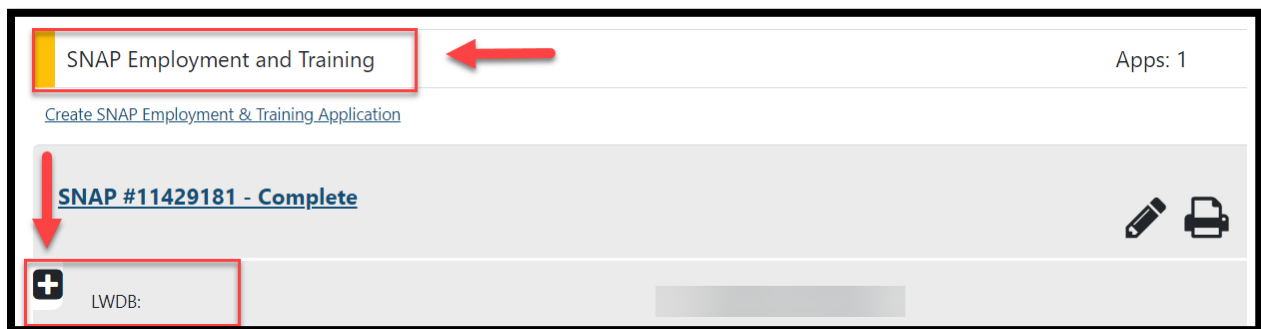 SNAP Employment and Training
Apps: 1
Create SNAP Employment & Training Application
SNAP #11429181 - Complete
LWDB: